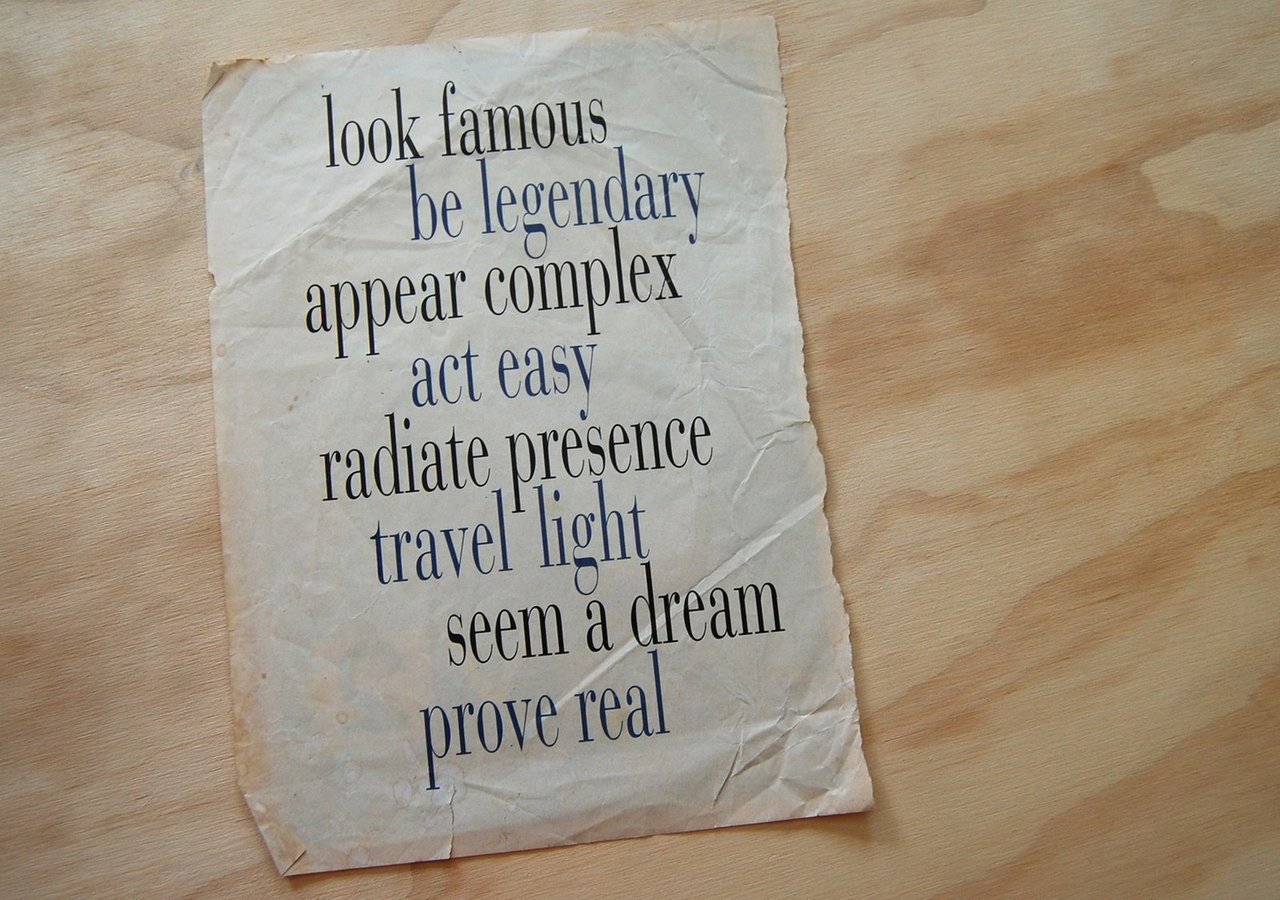 look famous
be legendary
appear complex
act easy
radiate presence
travel light
seem a dream
prove real